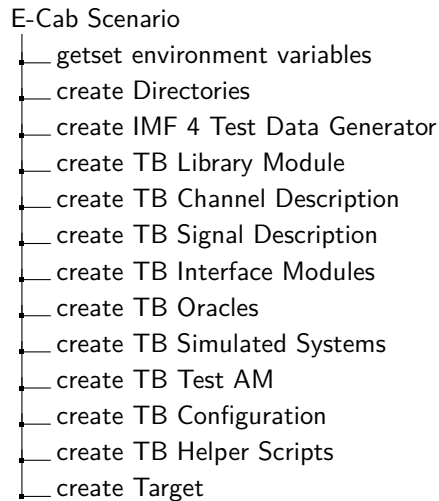 E-Cab Scenario
getset environment variables
create Directories
create IMF 4 Test Data Generator
create TB Library Module
create TB Channel Description
create TB Signal Description
create TB Interface Modules
create TB Oracles
create TB Simulated Systems
create TB Test AM
create TB Configuration
create TB Helper Scripts
create Target